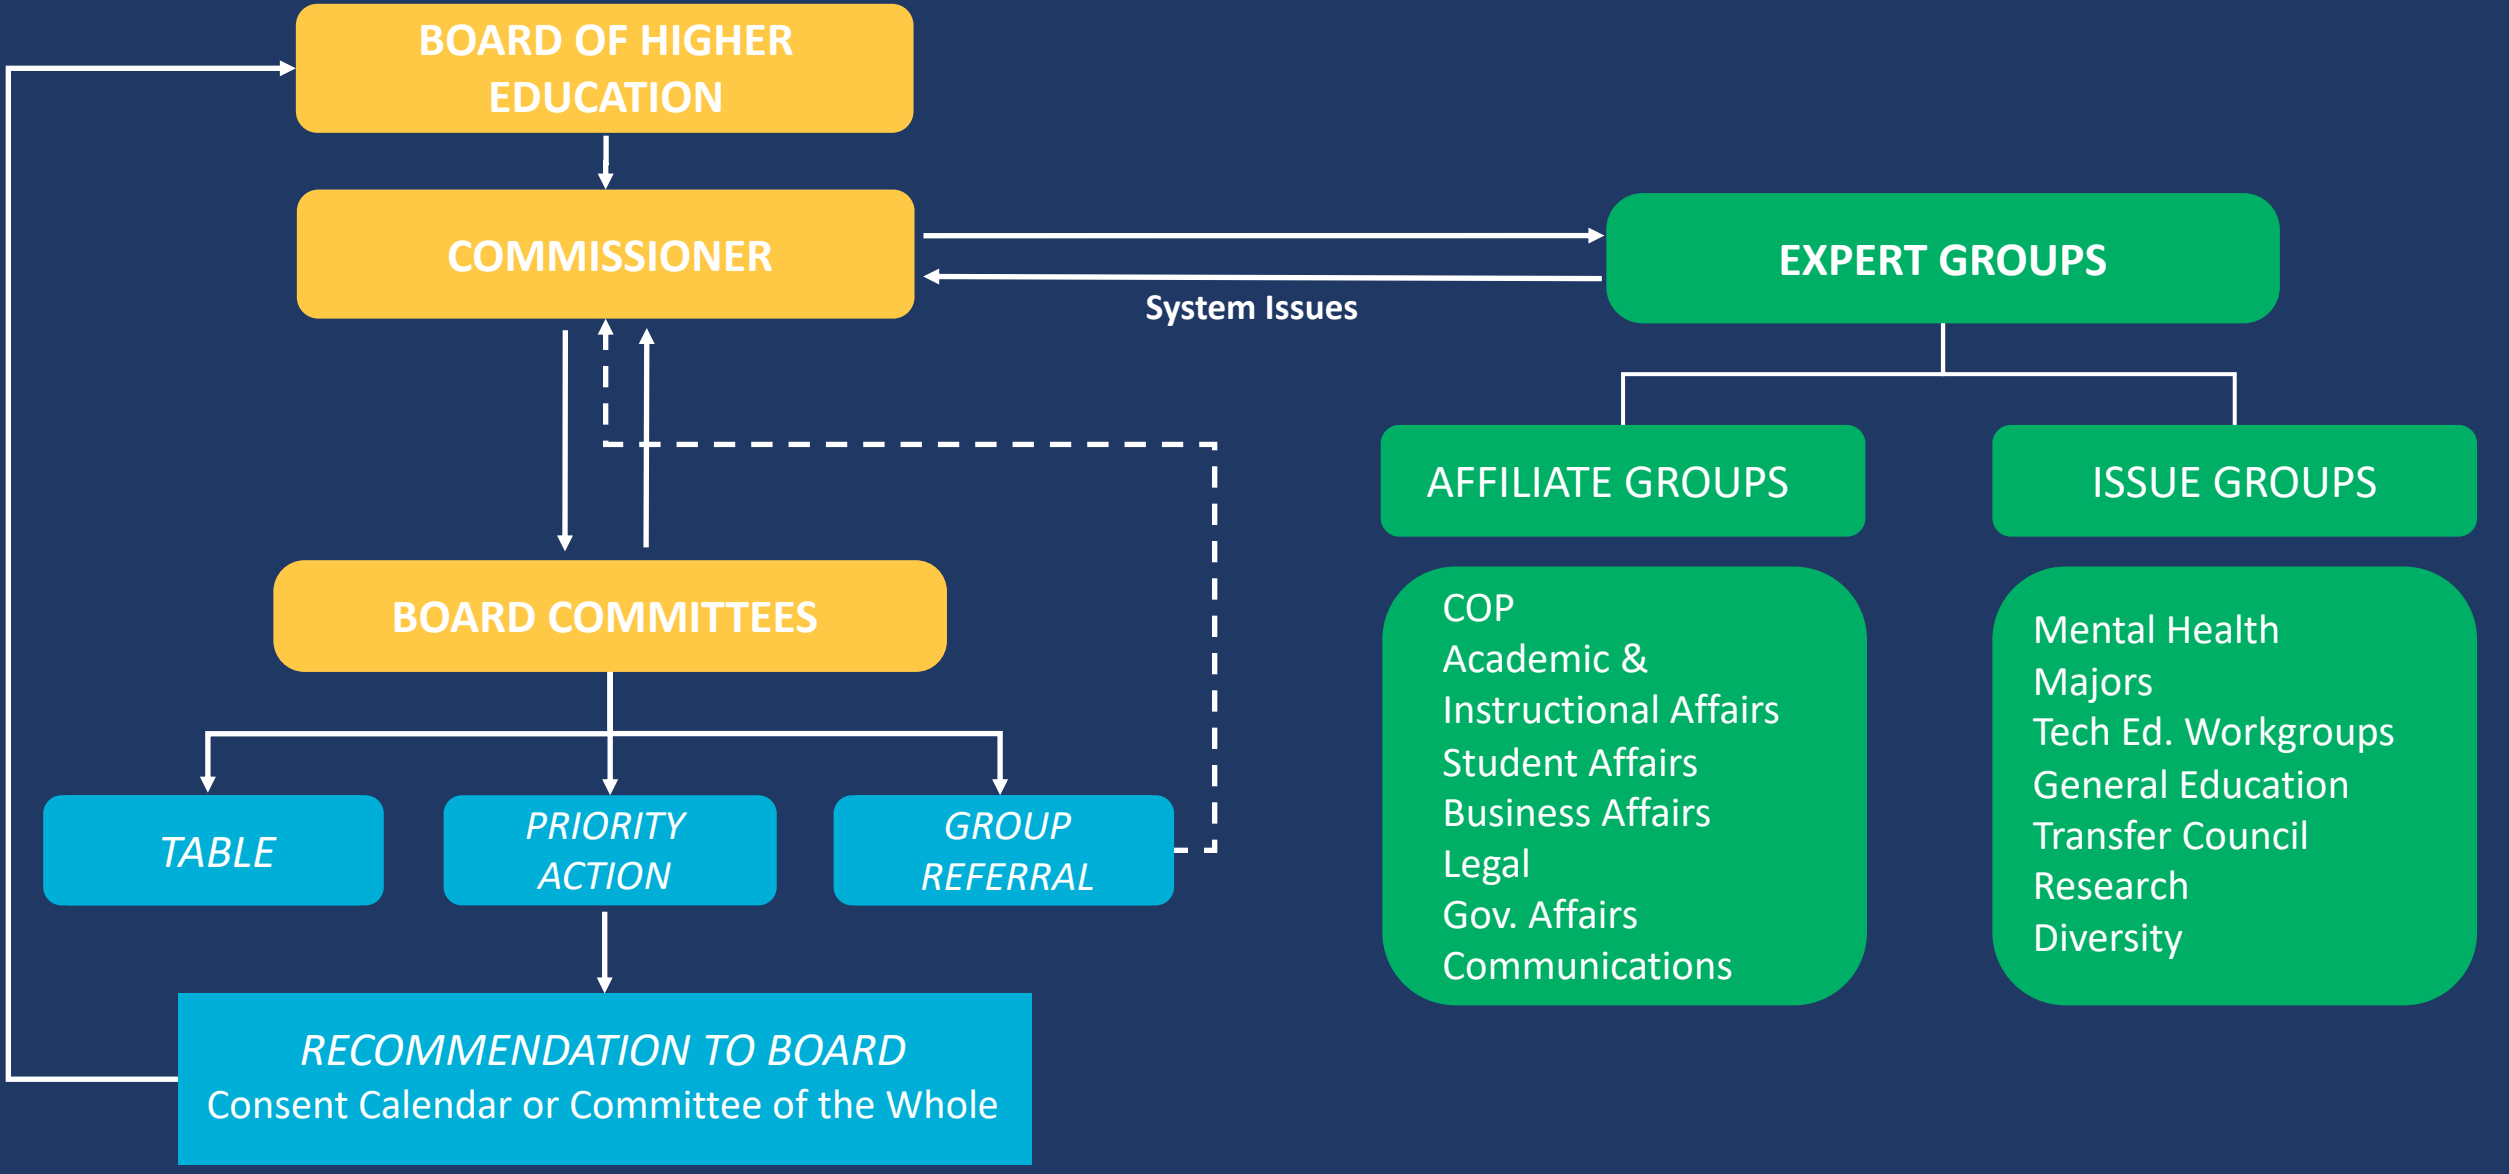 BOARD OF HIGHER
EDUCATION
COMMISSIONER
System Issues
EXPERT GROUPS
AFFILIATE GROUPS
ISSUE GROUPS
BOARD COMMITTEES
COP
Academic &
Instructional Affairs
Student Affairs
Business Affairs
Legal
Gov. Affairs
Communications
Mental Health
Majors
Tech Ed. Workgroups
General Education
Transfer Council
Research
Diversity
TABLE
PRIORITY
ACTION
GROUP
REFERRAL
RECOMMENDATION TO BOARD
Consent Calendar or Committee of the Whole